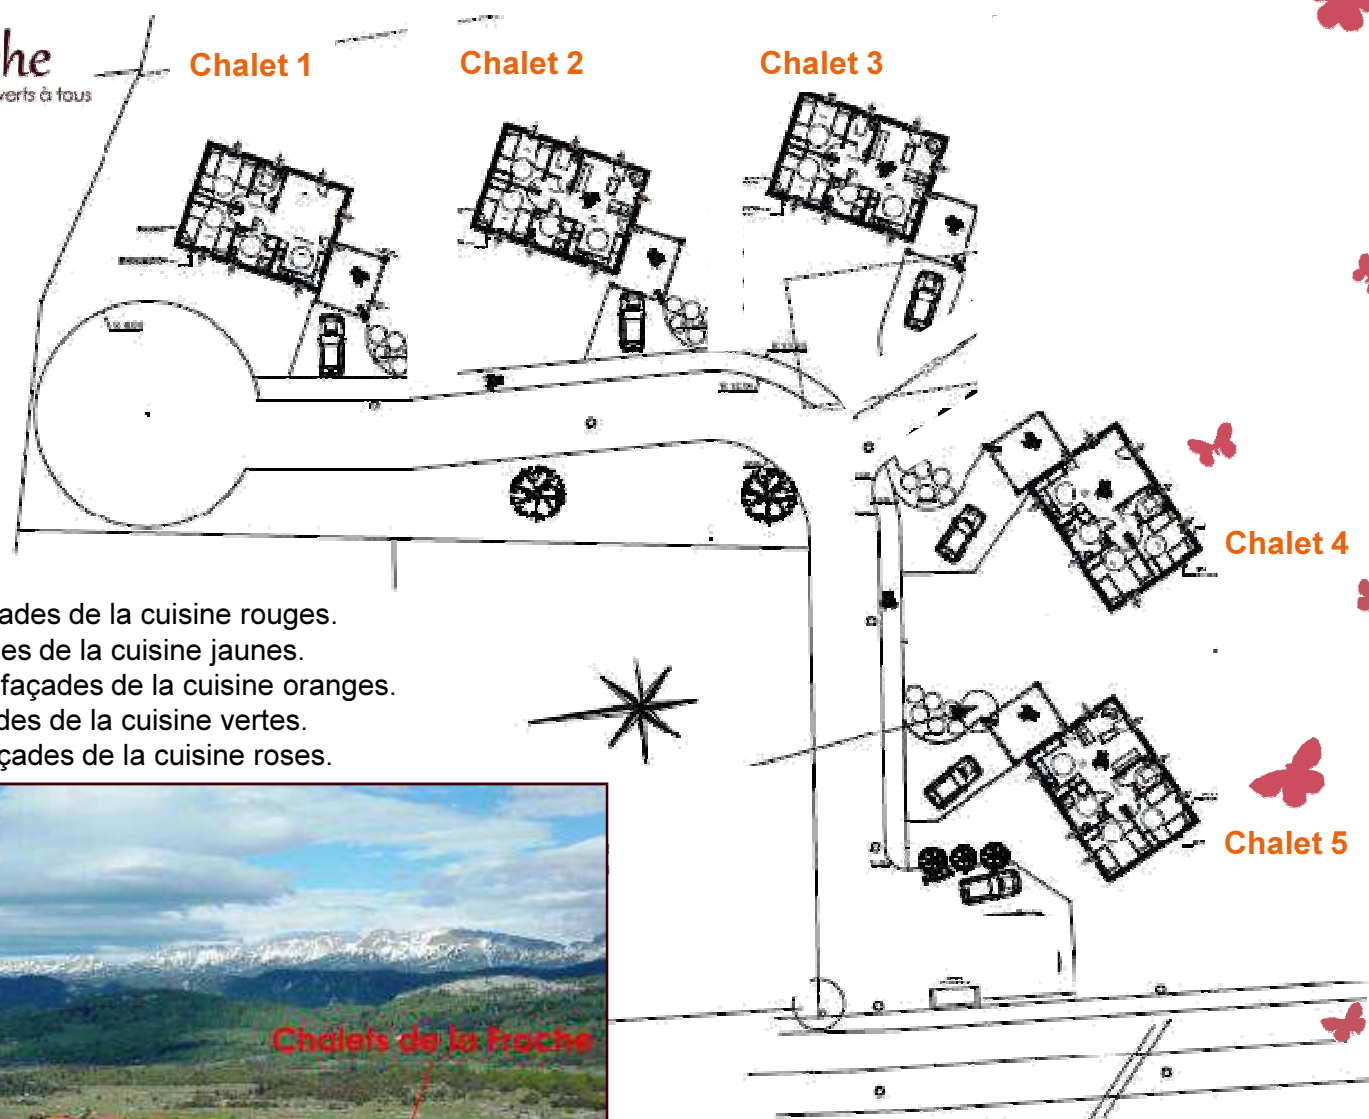 he
verts à tous
Chalet 1
Chalet 2
Chalet 3
Chalet 4
Chalet 5
ades de la cuisine rouges.
es de la cuisine jaunes.
façades de la cuisine oranges.
des de la cuisine vertes.
çades de la cuisine roses.
Chalets de la Froche